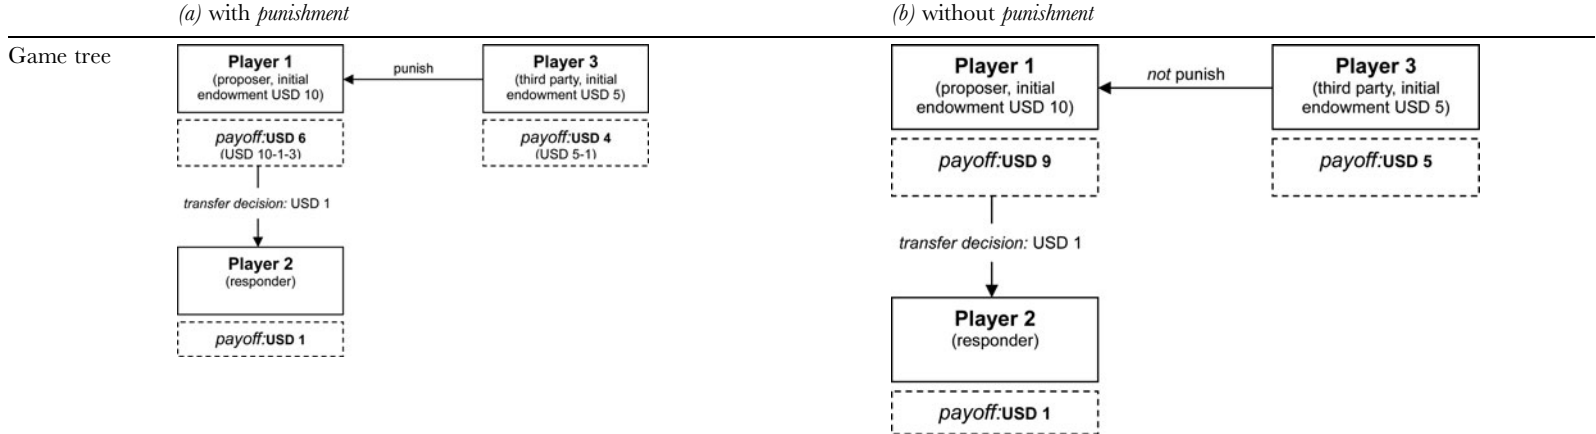 (a) with punishment
(b) without punishment
Game tree
Player 1
(proposer, initial
endowment USD 10)
punish
Player 3
(third party, initial
endowment USD 5)
payoff:USD 6
(USD 10-1-3)
payoff:USD 4
(USD 5-1)
transfer decision: USD 1
Player 2
(responder)
payoff:USD 1
Player 1
(proposer, initial
endowment USD 10)
not punish
Player 3
(third party, initial
endowment USD 5)
payoff:USD 9
payoff:USD 5
transfer decision: USD 1
Player 2
(responder)
payoff:USD 1